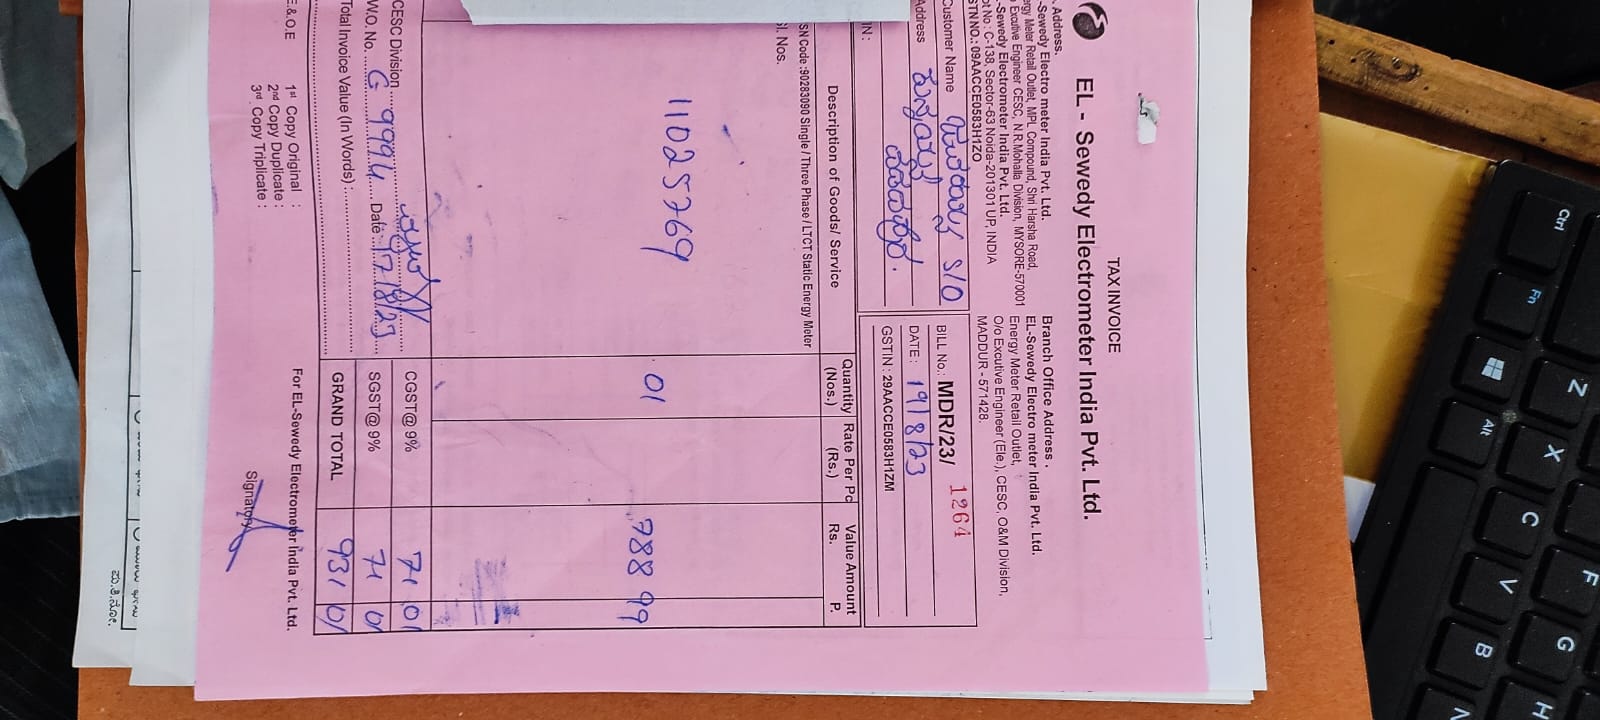 TAX INVOICE
EL - Sewedy Electrometer India Pvt. Ltd.
Address.
-Sewedy Electro meter India Pvt. Ltd.
ergy Meter Retail Outlet, MPL Compound, Shri Harsha Road,
Excutive Engineer CESC, N.R.Mohalla Division, MYSORE-570001
-Sewedy Electrometer India Pvt. Ltd.
ot No : C-138, Sector-63 Noida-201301 UP, INDIA
STN NO.: 09AACCE0583H1ZO
Branch Office Address .
EL-Sewedy Electro meter India Pvt. Ltd.
Energy Meter Retail Outlet,
O/o Excutive Engineer (Ele.), CESC, O&M Division,
MADDUR - 571428.
Customer Name S/O
Address
IN :
BILL No.: MDR/23/ 1264
DATE : 19/8/23
GSTIN : 29AACCE0583H1ZM
Description of Goods/ Service Quantity (Nos.) Rate Per Pc (Rs.) Value Amount Rs. P.
SN Code :90283090 Single / Three Phase / LTCT Static Energy Meter
Sl. Nos.
11025769 01 788 99
CESC Division CGST@ 9% 71 01
W.O. No. G 9994 Date 17/8/23 SGST@ 9% 71 01
Total Invoice Value (In Words) : GRAND TOTAL 931 01
E.&.O.E
1st Copy Original :
2nd Copy Duplicate :
3rd Copy Triplicate :
For EL-Sewedy Electrometer India Pvt. Ltd.
Signatory
Ctrl
Fn
Alt
Z
X
C
V
B
N
F
G
H